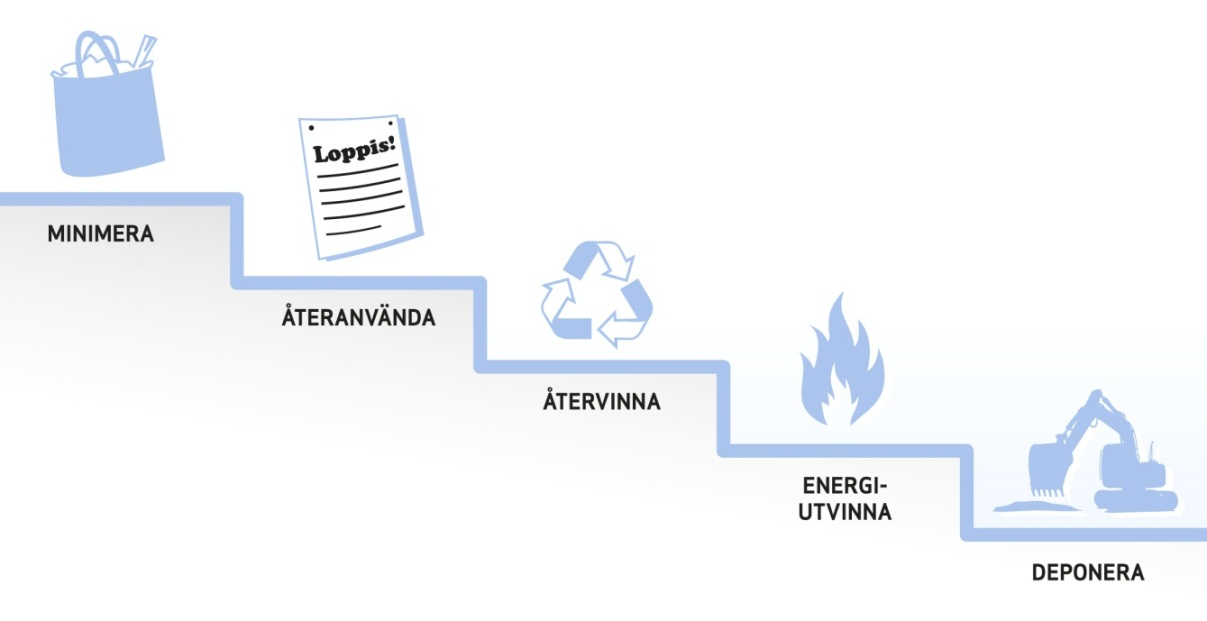 Loppis!
MINIMERA
ÅTERANVÄNDA
ÅTERVINNA
ENERGI-
UTVINNA
DEPONERA